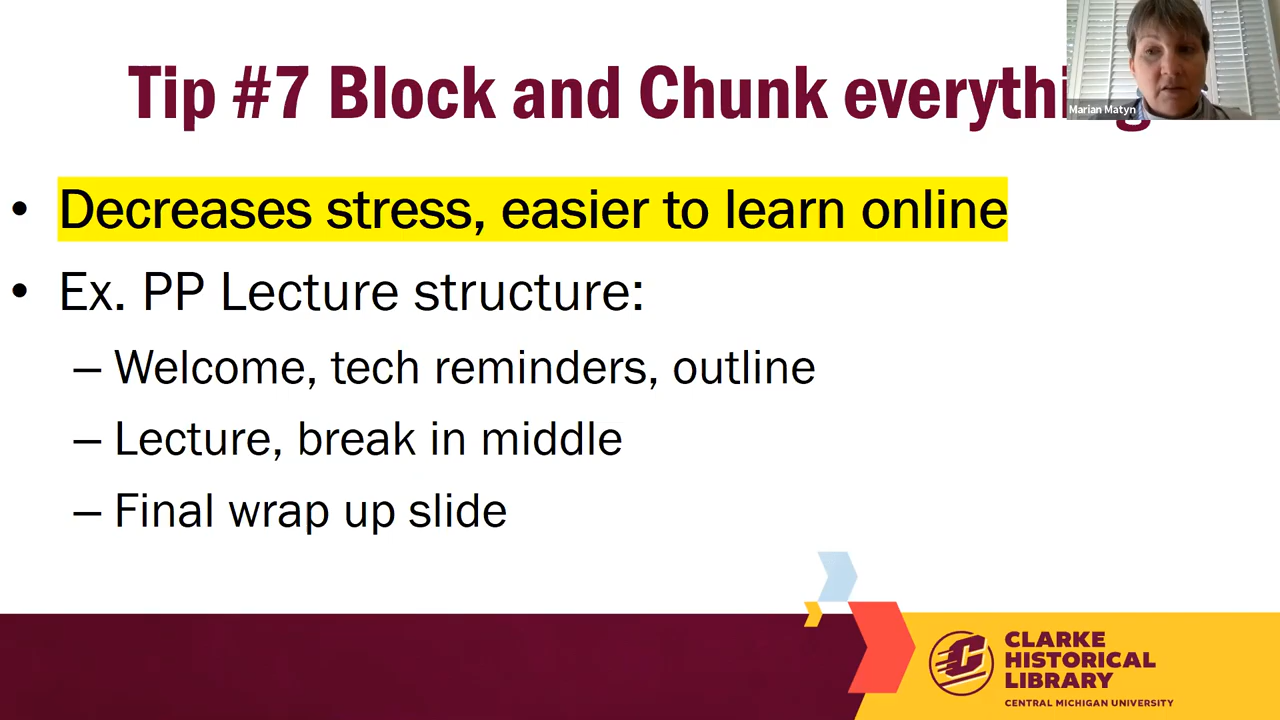 Tip #7 Block and Chunk everything
Marian Matyn
• Decreases stress, easier to learn online
• Ex. PP Lecture structure:
– Welcome, tech reminders, outline
– Lecture, break in middle
– Final wrap up slide
C
CLARKE
HISTORICAL
LIBRARY
CENTRAL MICHIGAN UNIVERSITY